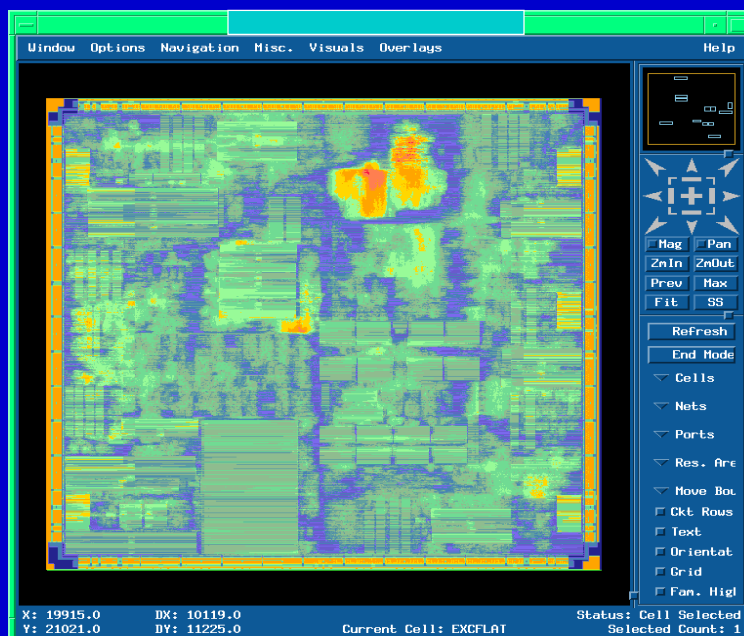 Window Options Navigation Misc. Visuals Overlays Help
Mag Pan
ZmIn ZmOut
Prev Max
Fit SS
Refresh
End Mode
Cells
Nets
Ports
Res. Are
Move Bou
Ckt Rows
Text
Orientat
Grid
Fam. Higl
X: 19915.0 DX: 10119.0 Status: Cell Selected
Y: 21021.0 DY: 11225.0 Current Cell: EXCFLAT Selected Count: 1